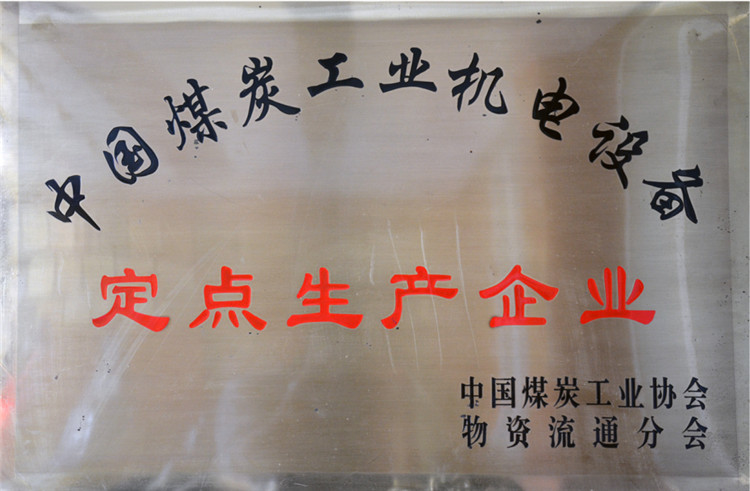 中国煤炭工业机电设备
定点生产企业
中国煤炭工业协会
物资流通分会